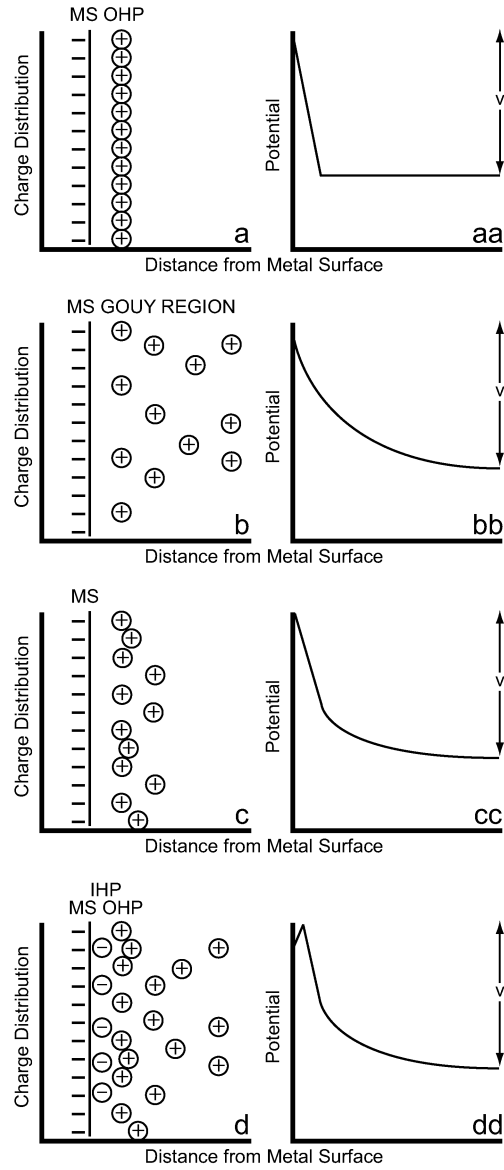 MS OHP
Charge Distribution
a
Potential
v
aa
Distance from Metal Surface
MS GOUY REGION
Charge Distribution
b
Potential
v
bb
Distance from Metal Surface
MS
Charge Distribution
c
Potential
v
cc
Distance from Metal Surface
IHP
MS OHP
Charge Distribution
d
Potential
v
dd
Distance from Metal Surface